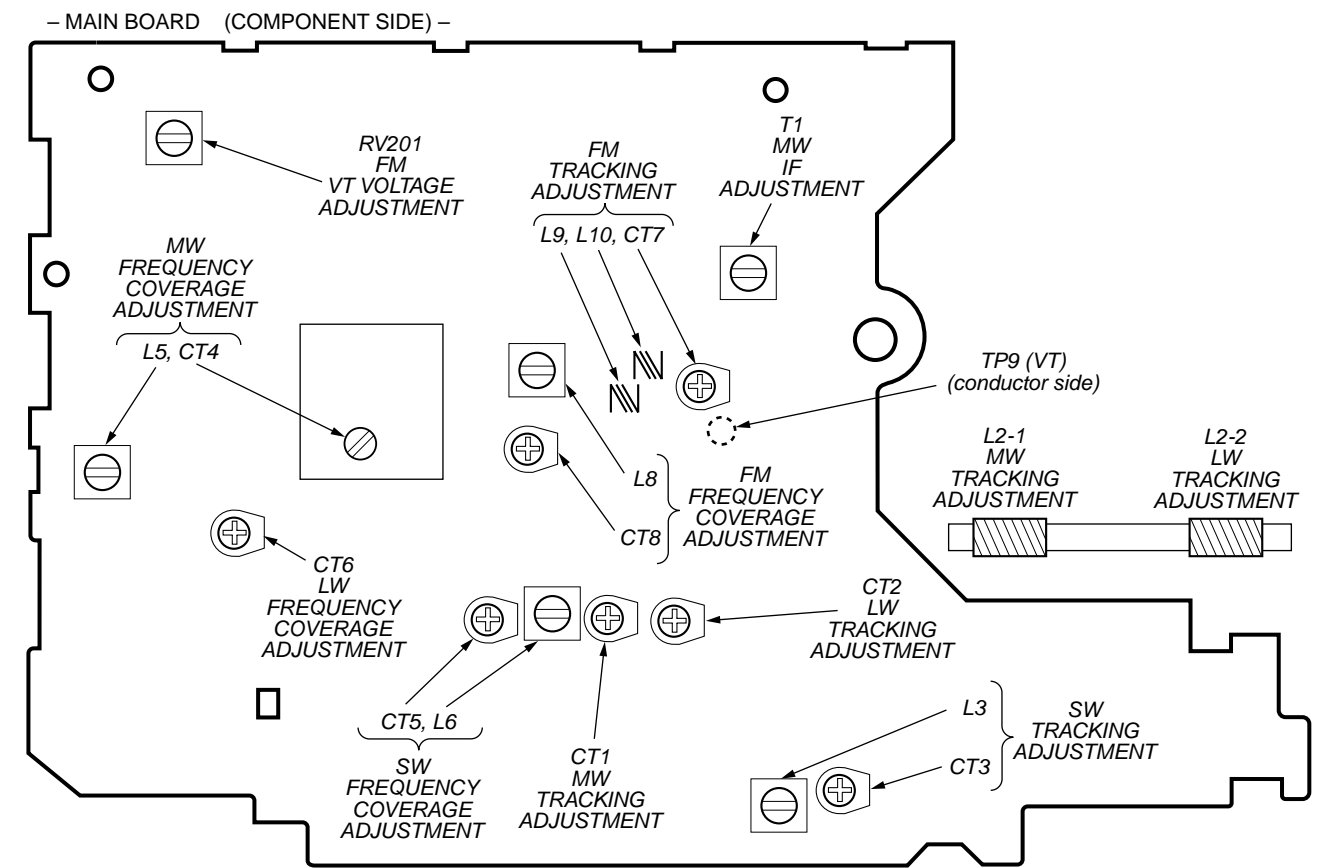 – MAIN BOARD (COMPONENT SIDE) –
RV201
FM
VT VOLTAGE
ADJUSTMENT
FM
TRACKING
ADJUSTMENT
L9, L10, CT7
T1
MW
IF
ADJUSTMENT
MW
FREQUENCY
COVERAGE
ADJUSTMENT
L5, CT4
TP9 (VT)
(conductor side)
L2-1
MW
TRACKING
ADJUSTMENT
L2-2
LW
TRACKING
ADJUSTMENT
L8
CT8
FM
FREQUENCY
COVERAGE
ADJUSTMENT
CT6
LW
FREQUENCY
COVERAGE
ADJUSTMENT
CT2
LW
TRACKING
ADJUSTMENT
CT5, L6
SW
FREQUENCY
COVERAGE
ADJUSTMENT
CT1
MW
TRACKING
ADJUSTMENT
L3
CT3
SW
TRACKING
ADJUSTMENT